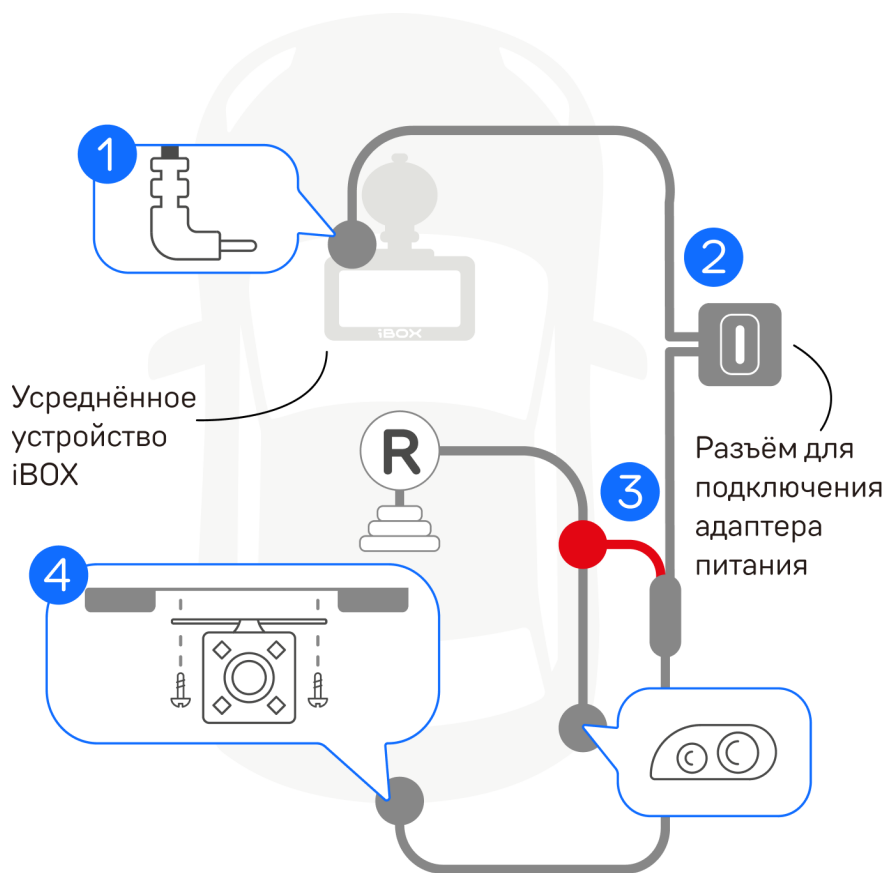 1
2
iBOX
Усреднённое
устройство
iBOX
R
Разъём для
подключения
адаптера
питания
3
4